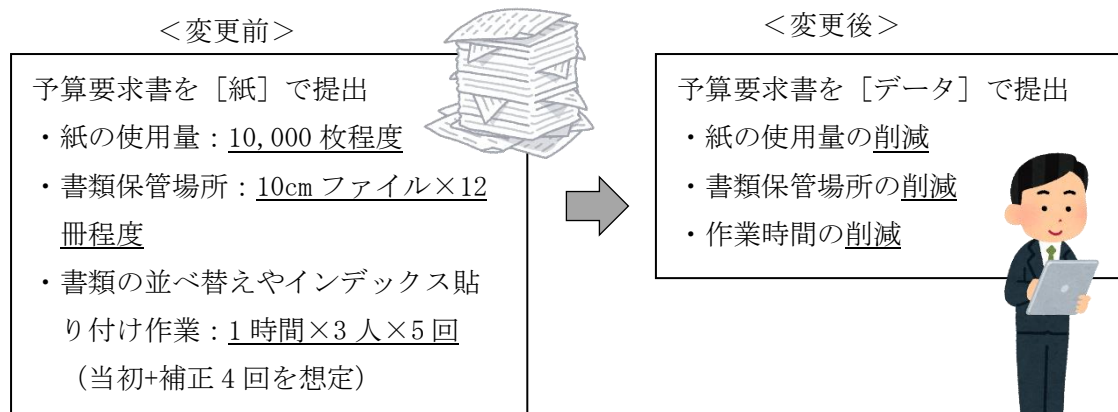 ＜変更前＞
予算要求書を［紙］で提出
・紙の使用量：10,000 枚程度
・書類保管場所：10cm ファイル×12
冊程度
・書類の並べ替えやインデックス貼
り付け作業：1 時間×3 人×5 回
（当初+補正 4 回を想定）
＜変更後＞
予算要求書を［データ］で提出
・紙の使用量の削減
・書類保管場所の削減
・作業時間の削減